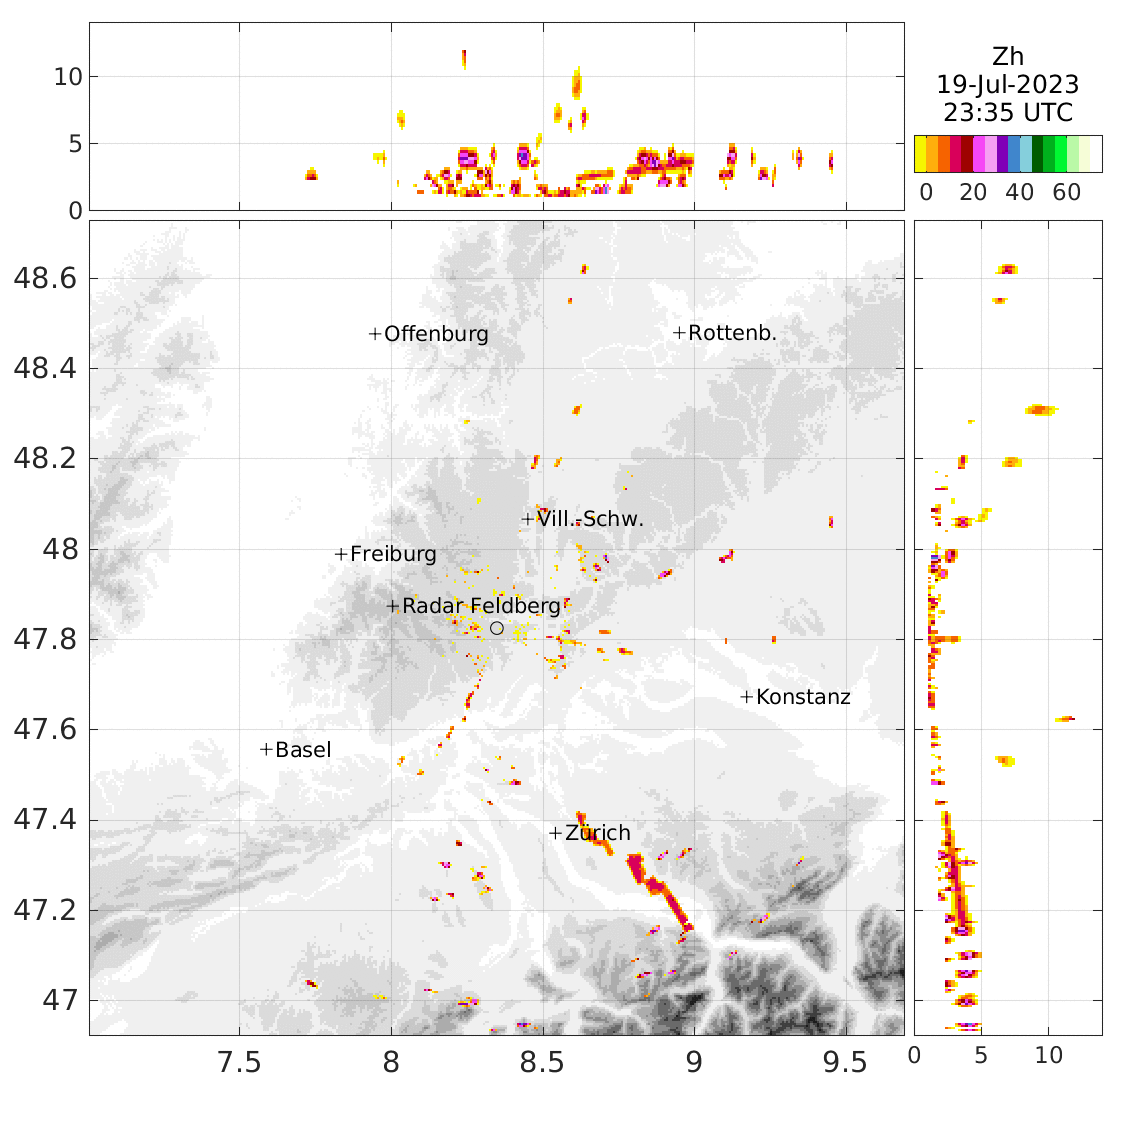 10
5
0
Zh
19-Jul-2023
23:35 UTC
0 20 40 60
48.6
48.4
48.2
48
47.8
47.6
47.4
47.2
47
+Offenburg
+Rottenb.
+Vill.-Schw.
+Freiburg
+Radar Feldberg
+Konstanz
+Basel
+Zurich
7.5 8 8.5 9 9.5
0 5 10